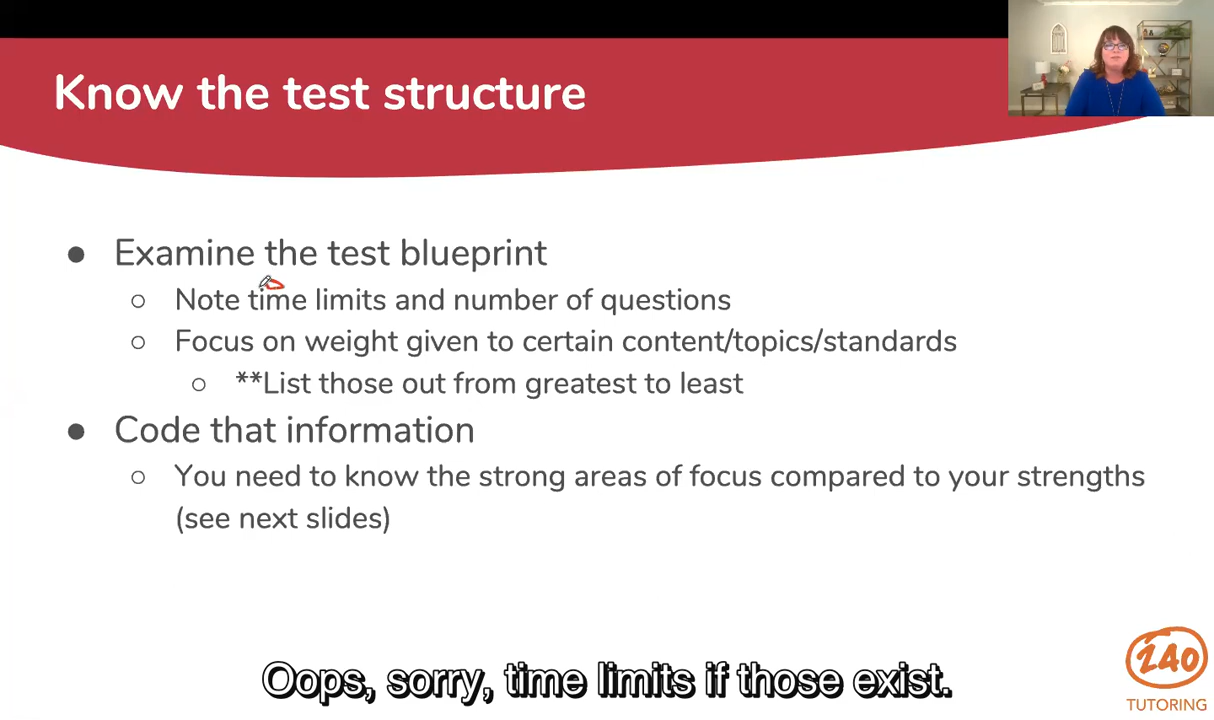 Know the test structure
Examine the test blueprint
Note time limits and number of questions
Focus on weight given to certain content/topics/standards
**List those out from greatest to least
Code that information
You need to know the strong areas of focus compared to your strengths
(see next slides)
Oops, sorry, time limits if those exist.
240
TUTORING